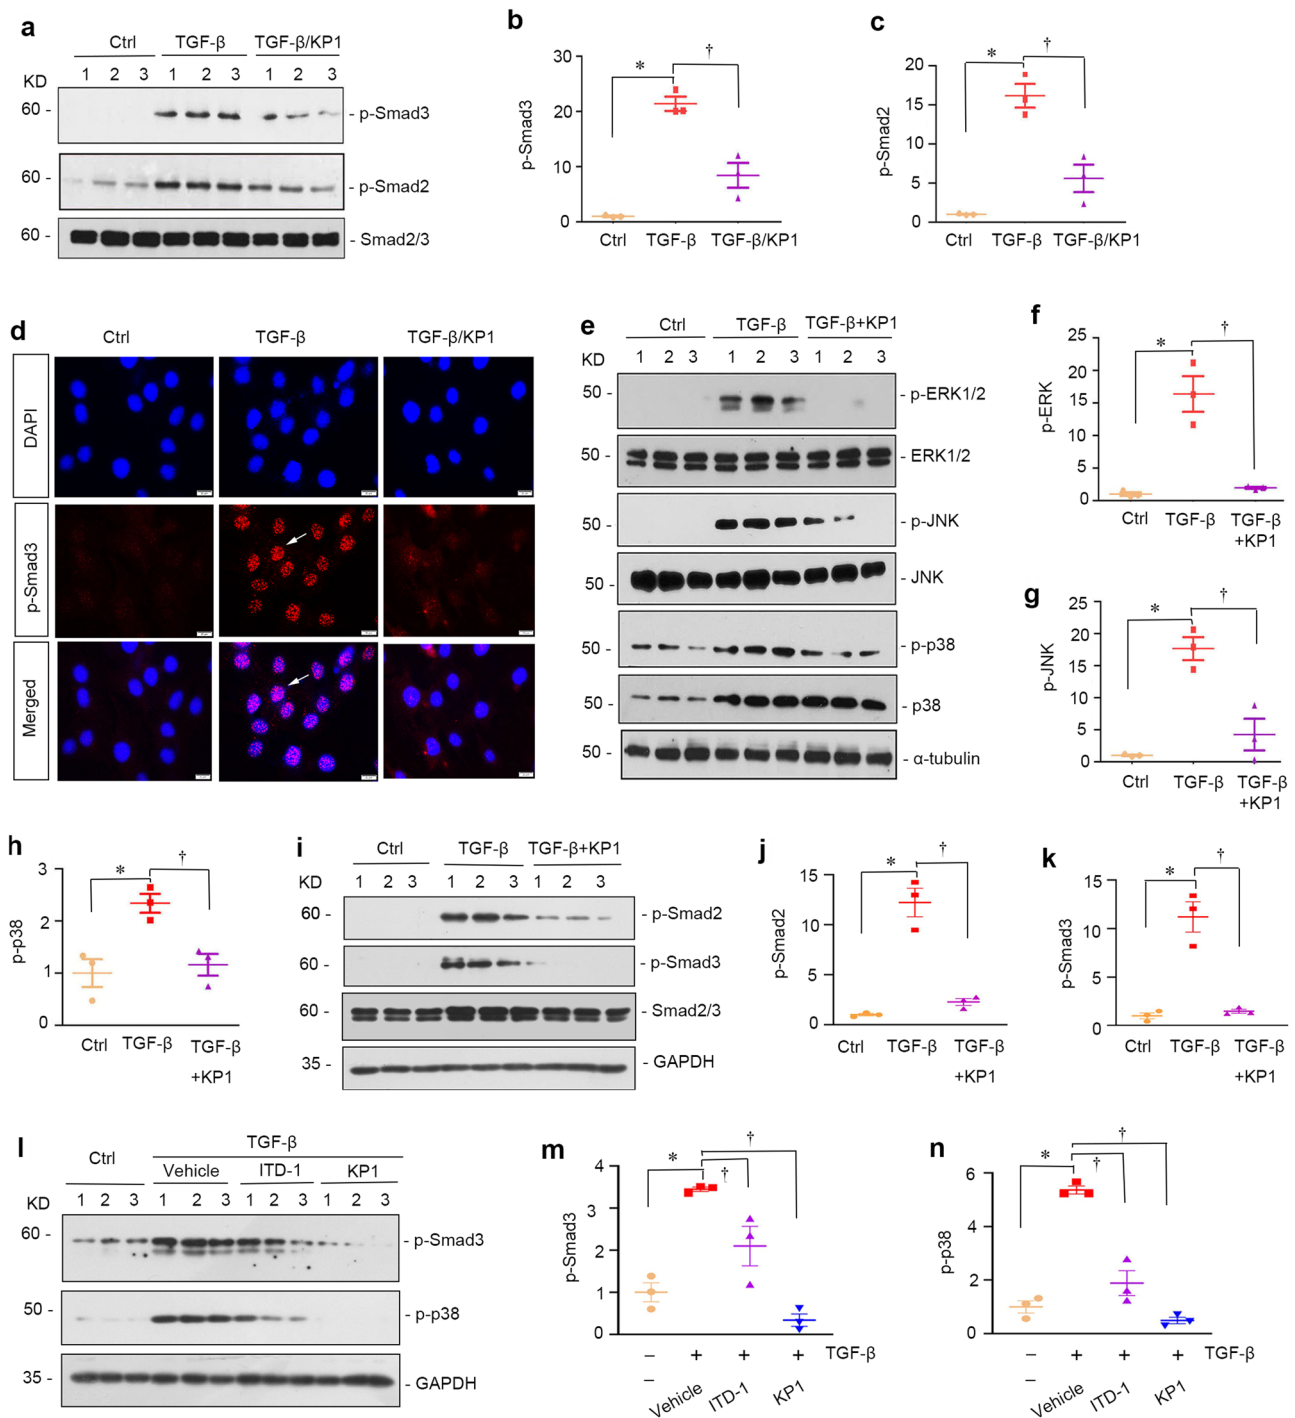 a
Ctrl TGF-β TGF-β/KP1
KD 1 2 3 1 2 3 1 2 3
60 - - p-Smad3
60 - - p-Smad2
60 - - Smad2/3
b
p-Smad3
30
20
10
0
* †
Ctrl TGF-β TGF-β/KP1
c
p-Smad2
20
15
10
5
0
* †
Ctrl TGF-β TGF-β/KP1
d
Ctrl TGF-β TGF-β/KP1
DAPI
p-Smad3
Merged
e
Ctrl TGF-β TGF-β+KP1
KD 1 2 3 1 2 3 1 2 3
50 - - p-ERK1/2
50 - - ERK1/2
50 - - p-JNK
50 - - JNK
50 - - p-p38
50 - - p38
50 - - α-tubulin
f
p-ERK
25
20
15
10
5
0
* †
Ctrl TGF-β TGF-β
+KP1
g
p-JNK
25
20
15
10
5
0
* †
Ctrl TGF-β TGF-β
+KP1
h
p-p38
3
2
1
0
* †
Ctrl TGF-β TGF-β
+KP1
i
Ctrl TGF-β TGF-β+KP1
KD 1 2 3 1 2 3 1 2 3
60 - - p-Smad2
60 - - p-Smad3
60 - - Smad2/3
35 - - GAPDH
j
p-Smad2
15
10
5
0
* †
Ctrl TGF-β TGF-β
+KP1
k
p-Smad3
15
10
5
0
* †
Ctrl TGF-β TGF-β
+KP1
l
TGF-β
Ctrl Vehicle ITD-1 KP1
KD 1 2 3 1 2 3 1 2 3 1 2 3
60 - - p-Smad3
50 - - p-p38
35 - - GAPDH
m
p-Smad3
4
3
2
1
0
* † †
– + + + TGF-β
– Vehicle ITD-1 KP1
n
p-p38
6
4
2
0
* † †
– + + + TGF-β
– Vehicle ITD-1 KP1